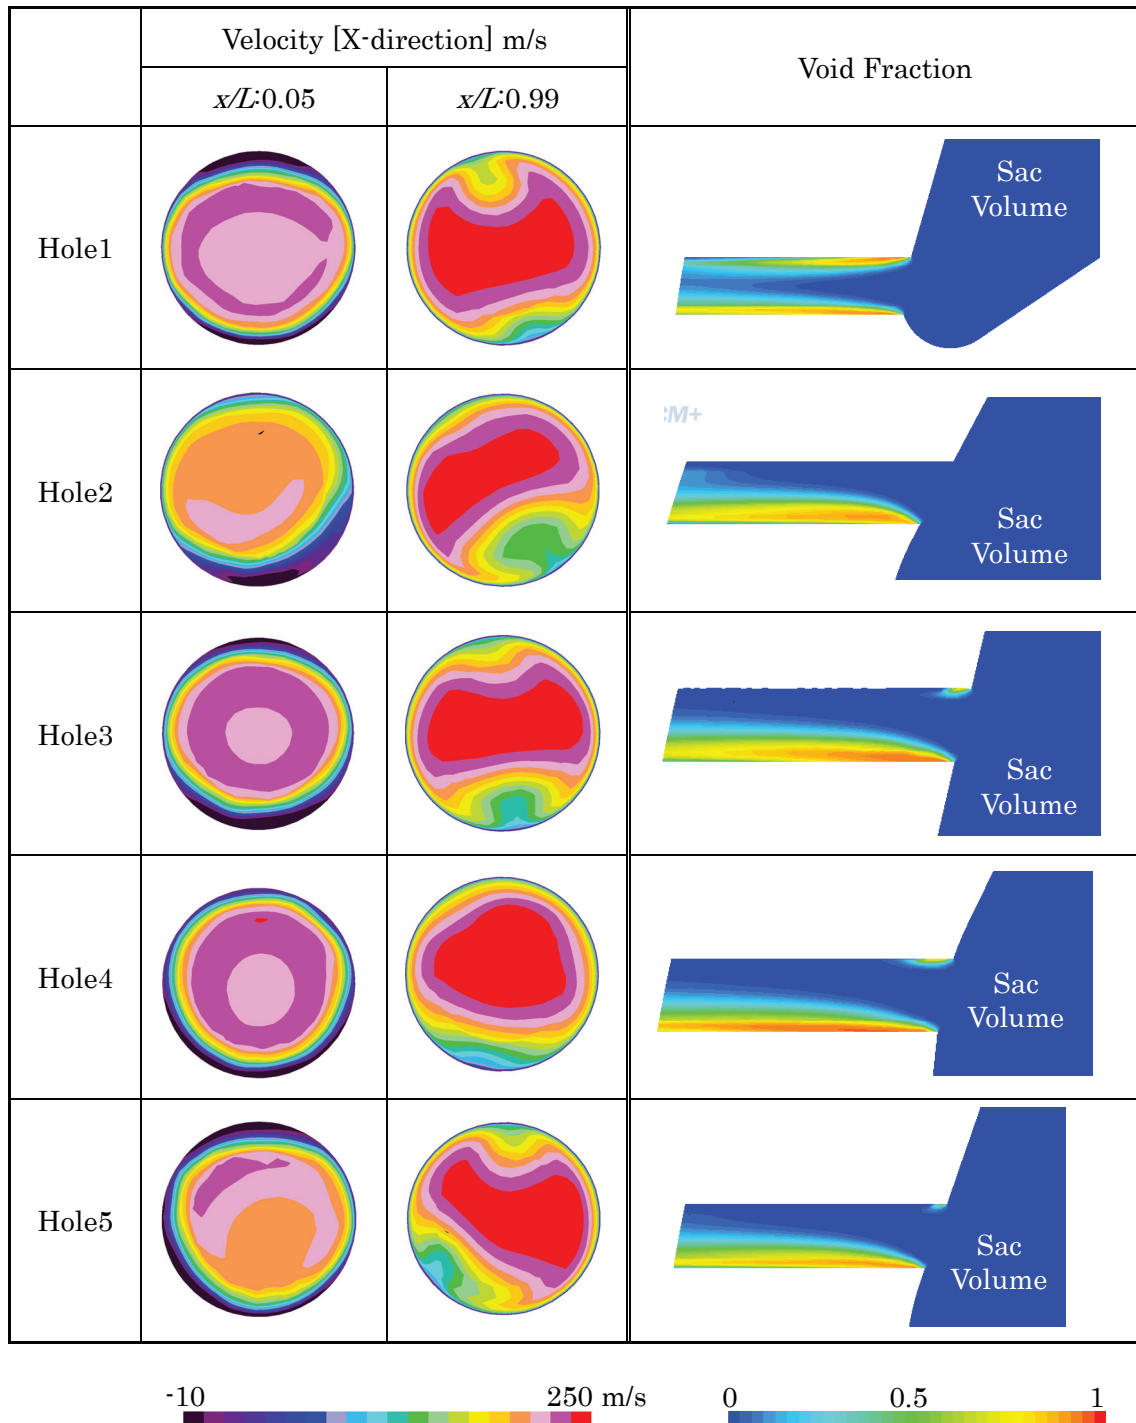 Velocity [X-direction] m/s
Void Fraction
x/L:0.05
x/L:0.99
Hole1
Sac
Volume
Hole2
CM+
Sac
Volume
Hole3
Sac
Volume
Hole4
Sac
Volume
Hole5
Sac
Volume
-10 250 m/s
0 0.5 1